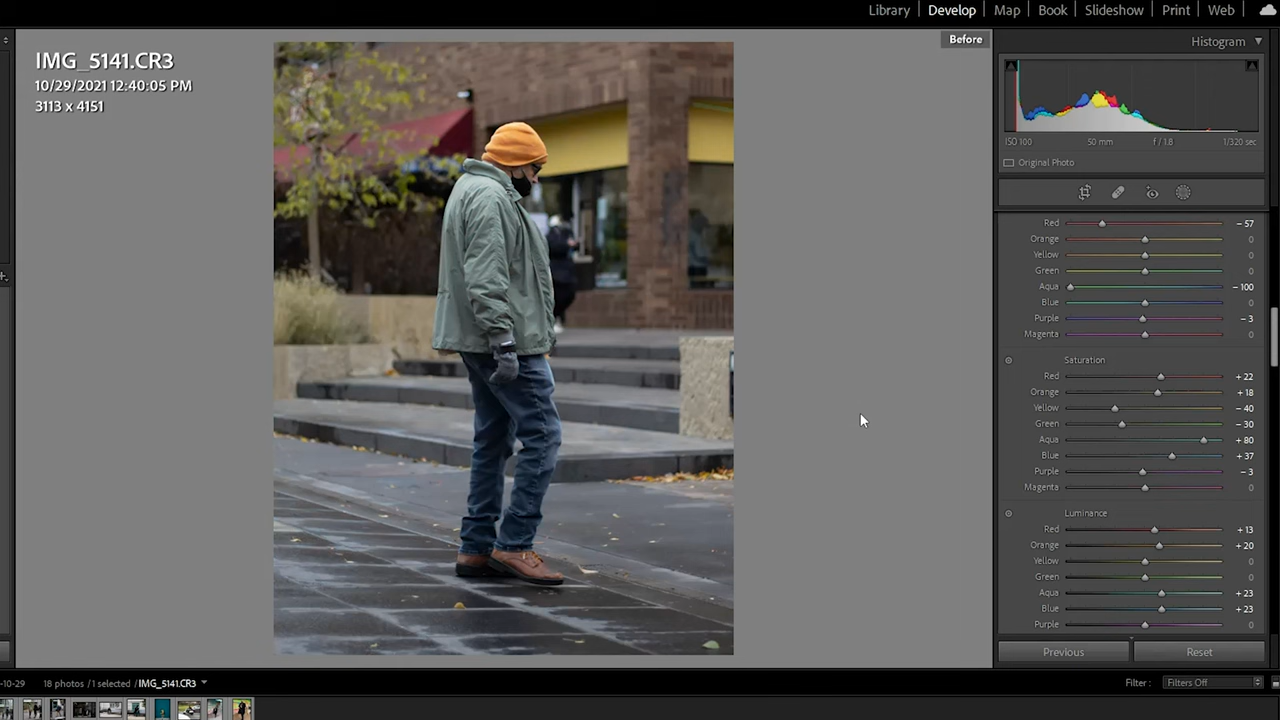 Library Develop Map Book Slideshow Print Web
IMG_5141.CR3
10/29/2021 12:40:05 PM
3113 x 4151
Before
Histogram
ISO 100 50 mm f / 1.8 1/320 sec
Original Photo
Red - 57
Orange 0
Yellow 0
Green 0
Aqua - 100
Blue 0
Purple - 3
Magenta 0
Saturation
Red + 22
Orange + 18
Yellow - 40
Green - 30
Aqua + 80
Blue + 37
Purple - 3
Magenta 0
Luminance
Red + 13
Orange + 20
Yellow 0
Green 0
Aqua + 23
Blue + 23
Purple 0
Previous Reset
-10-29 18 photos / 1 selected / IMG_5141.CR3 Filter : Filters Off